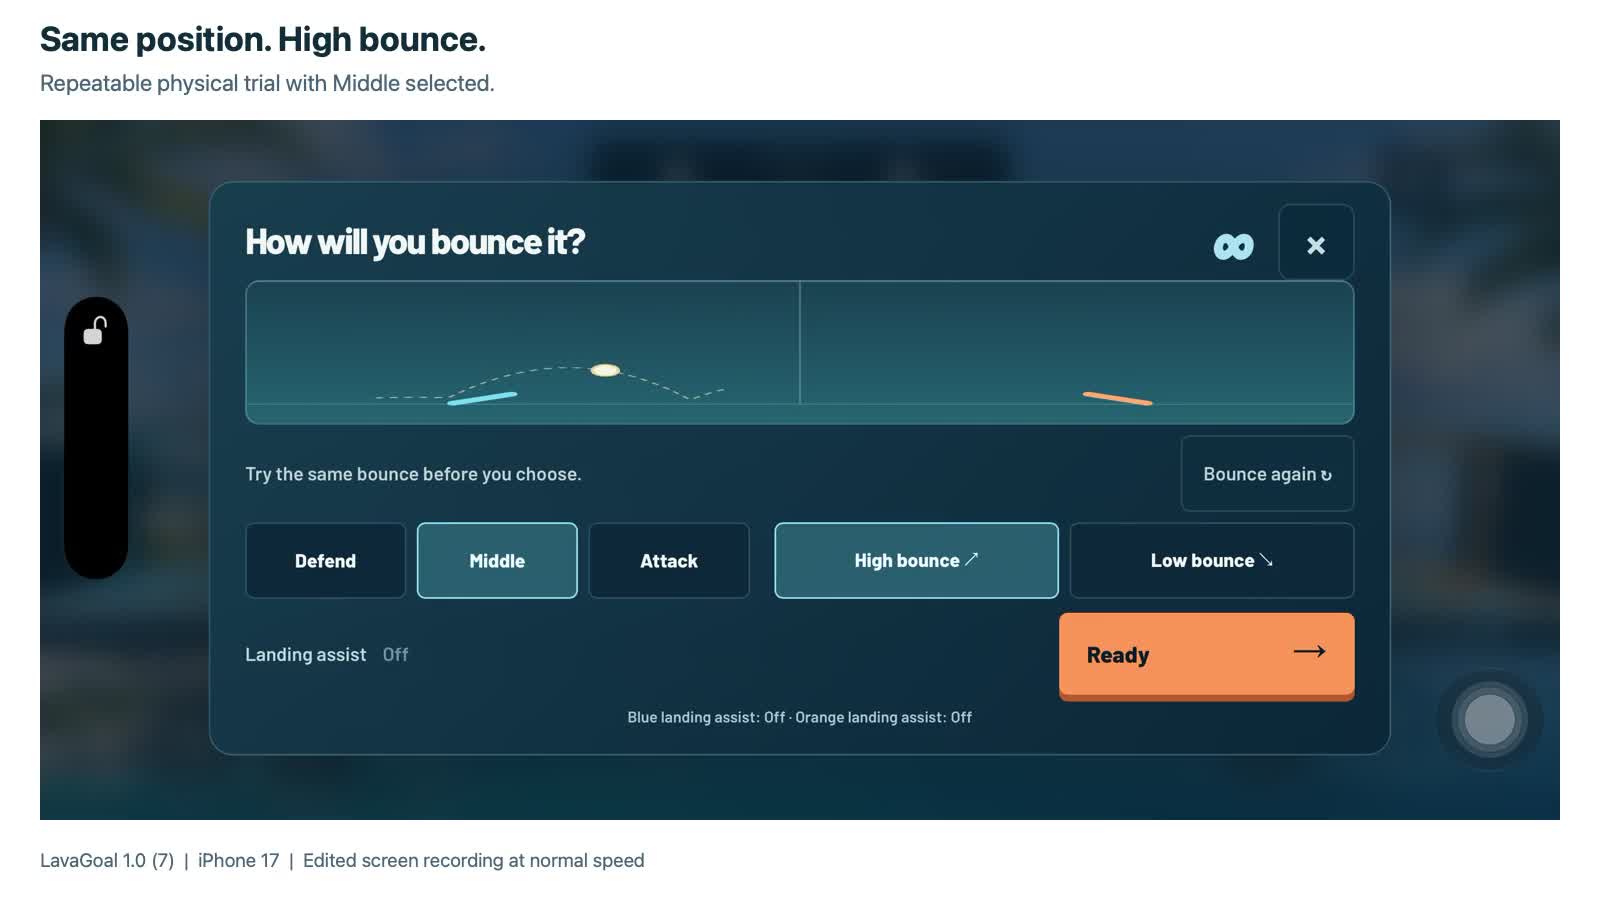 Same position. High bounce.
Repeatable physical trial with Middle selected.
How will you bounce it?
∞ ×
Try the same bounce before you choose.
Bounce again ↻
Defend
Middle
Attack
High bounce ↗
Low bounce ↘
Landing assist Off
Ready →
Blue landing assist: Off · Orange landing assist: Off
LavaGoal 1.0 (7) | iPhone 17 | Edited screen recording at normal speed